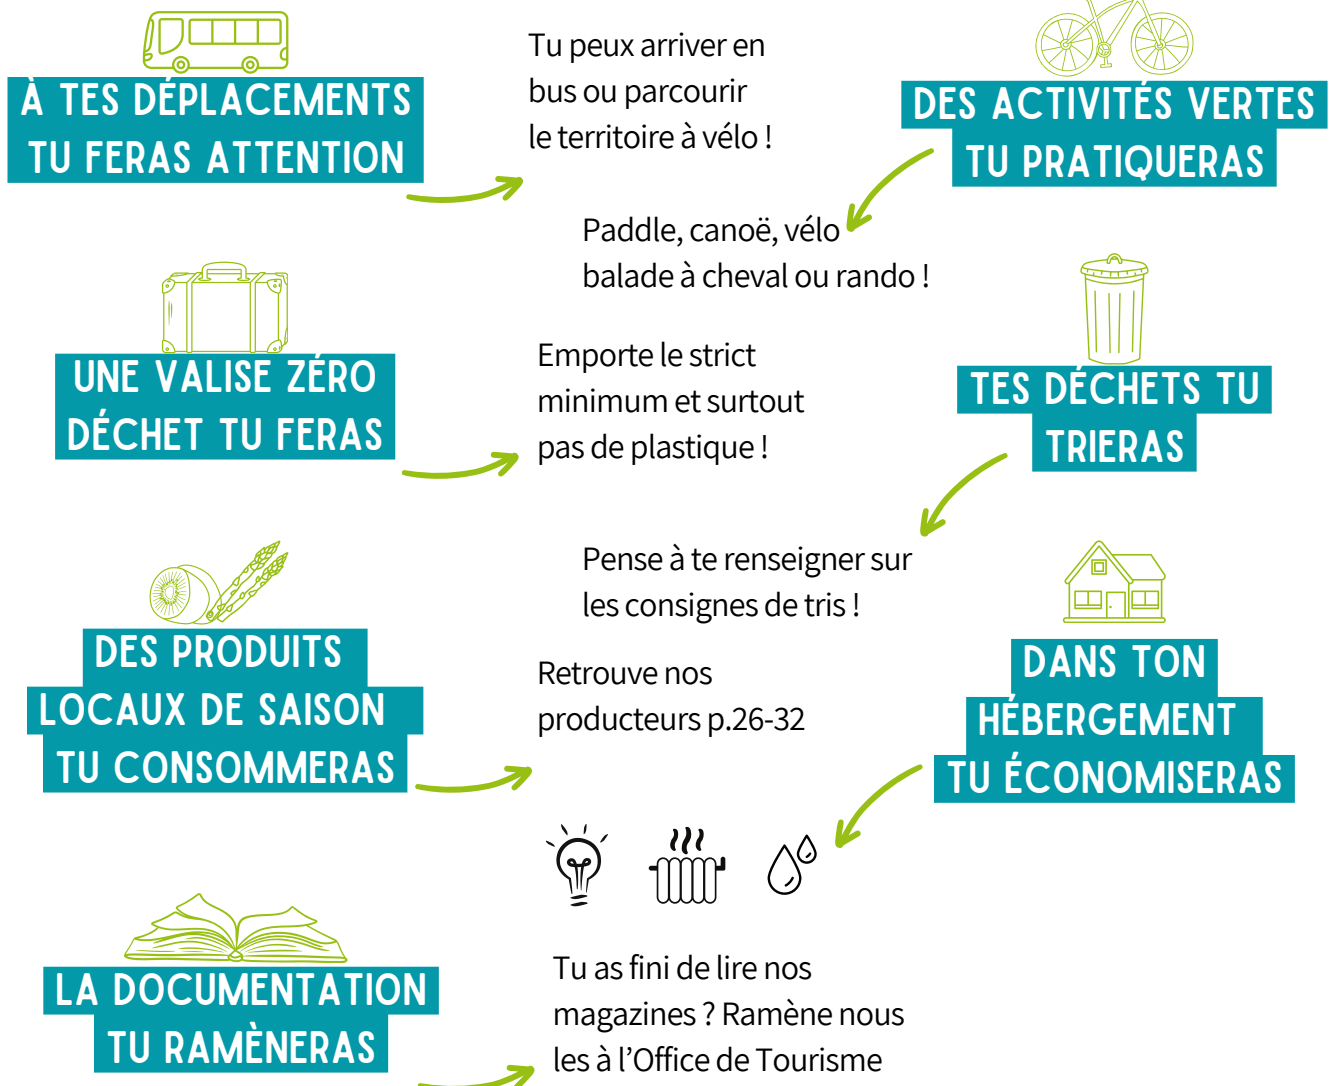 À TES DÉPLACEMENTS
TU FERAS ATTENTION
Tu peux arriver en
bus ou parcourir
le territoire à vélo !
DES ACTIVITÉS VERTES
TU PRATIQUERAS
Paddle, canoë, vélo
balade à cheval ou rando !
UNE VALISE ZÉRO
DÉCHET TU FERAS
Emporte le strict
minimum et surtout
pas de plastique !
TES DÉCHETS TU
TRIERAS
Pense à te renseigner sur
les consignes de tris !
DES PRODUITS
LOCAUX DE SAISON
TU CONSOMMERAS
Retrouve nos
producteurs p.26-32
DANS TON
HÉBERGEMENT
TU ÉCONOMISERAS
LA DOCUMENTATION
TU RAMÈNERAS
Tu as fini de lire nos
magazines ? Ramène nous
les à l’Office de Tourisme